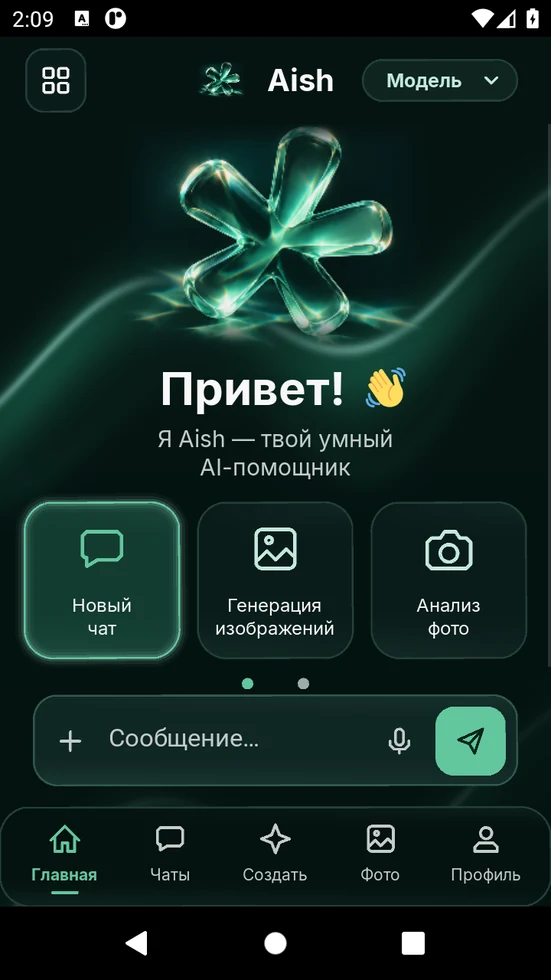 2:09
A
Aish
Модель
Привет! 👋
Я Aish — твой умный
AI-помощник
Новый
чат
Генерация
изображений
Анализ
фото
Сообщение...
Главная
Чаты
Создать
Фото
Профиль